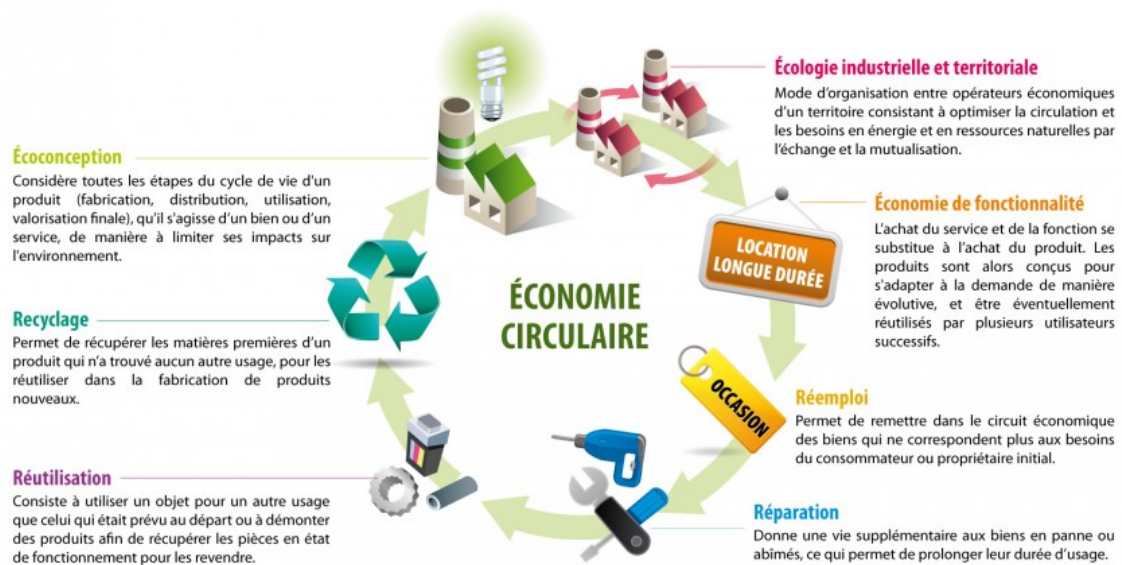 Écoconception
Considère toutes les étapes du cycle de vie d'un
produit (fabrication, distribution, utilisation,
valorisation finale), qu'il s'agisse d'un bien ou d'un
service, de manière à limiter ses impacts sur
l'environnement.
Recyclage
Permet de récupérer les matières premières d'un
produit qui n'a trouvé aucun autre usage, pour les
réutiliser dans la fabrication de produits
nouveaux.
Réutilisation
Consiste à utiliser un objet pour un autre usage
que celui qui était prévu au départ ou à démonter
des produits afin de récupérer les pièces en état
de fonctionnement pour les revendre.
ÉCONOMIE
CIRCULAIRE
LOCATION
LONGUE DURÉE
OCCASION
Écologie industrielle et territoriale
Mode d'organisation entre opérateurs économiques
d'un territoire consistant à optimiser la circulation et
les besoins en énergie et en ressources naturelles par
l'échange et la mutualisation.
Économie de fonctionnalité
L'achat du service et de la fonction se
substitue à l'achat du produit. Les
produits sont alors conçus pour
s'adapter à la demande de manière
évolutive, et être éventuellement
réutilisés par plusieurs utilisateurs
successifs.
Réemploi
Permet de remettre dans le circuit économique
des biens qui ne correspondent plus aux besoins
du consommateur ou propriétaire initial.
Réparation
Donne une vie supplémentaire aux biens en panne ou
abîmés, ce qui permet de prolonger leur durée d'usage.